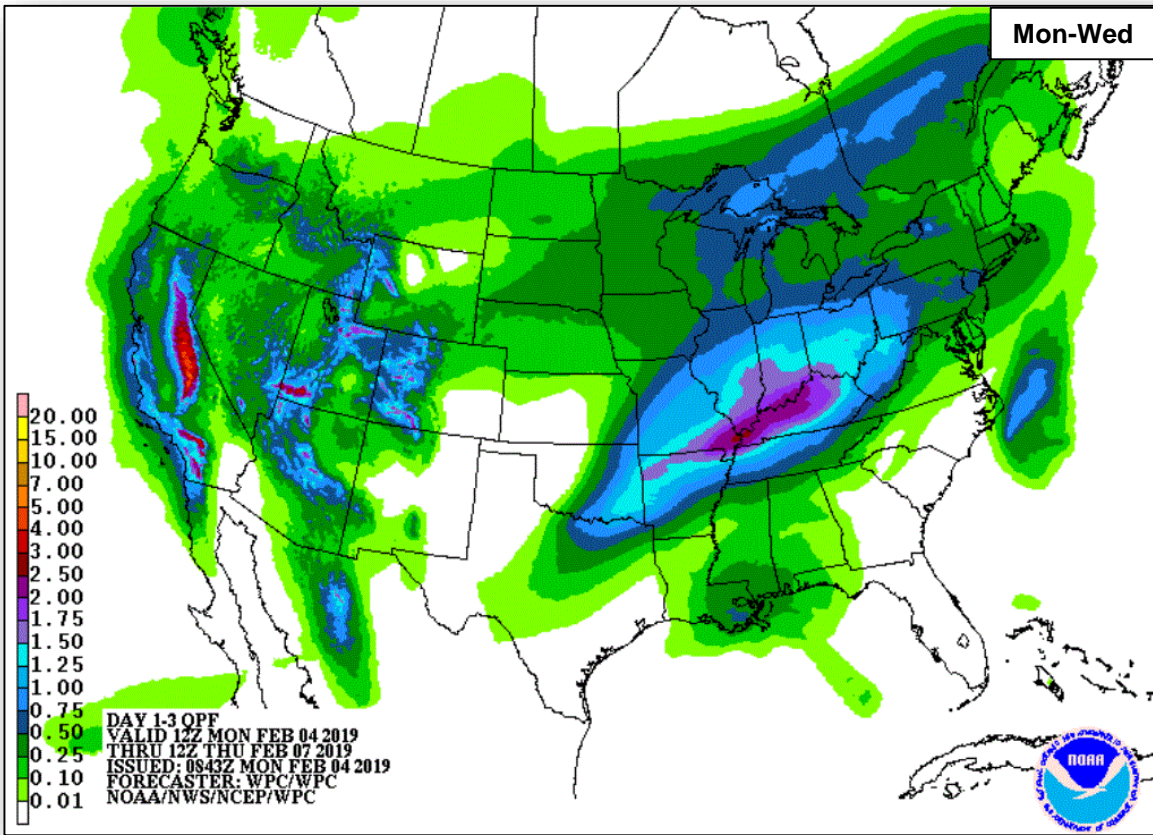 Mon-Wed
20.00
15.00
10.00
7.00
5.00
4.00
3.00
2.50
2.00
1.75
1.50
1.25
1.00
0.75
0.50
0.25
0.10
0.01
DAY 1-3 QPF
VALID 12Z MON FEB 04 2019
THRU 12Z THU FEB 07 2019
ISSUED: 0843Z MON FEB 04 2019
FORECASTER: WPC/WPC
NOAA/NWS/NCEP/WPC
NOAA